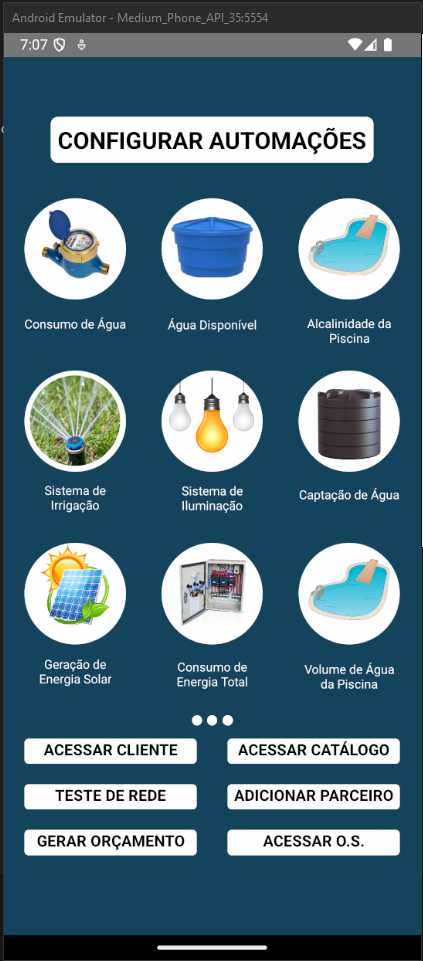 Android Emulator - Medium_Phone_API_35:5554
7:07
CONFIGURAR AUTOMAÇÕES
Consumo de Água
Água Disponível
Alcalinidade da
Piscina
Sistema de
Irrigação
Sistema de
Iluminação
Captação de Água
Geração de
Energia Solar
Consumo de
Energia Total
Volume de Água
da Piscina
ACESSAR CLIENTE
ACESSAR CATÁLOGO
TESTE DE REDE
ADICIONAR PARCEIRO
GERAR ORÇAMENTO
ACESSAR O.S.